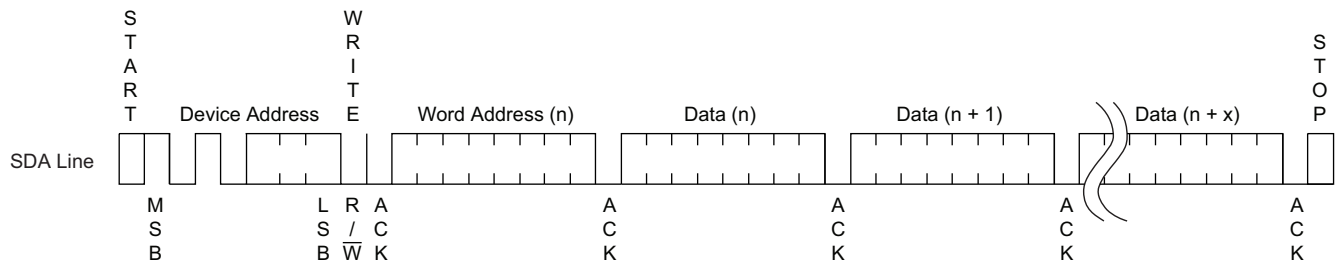 START
WRITE
STOP
Device Address
Word Address (n)
Data (n)
Data (n + 1)
Data (n + x)
SDA Line
MSB
LSB
R/W̅
ACK
ACK
ACK
ACK
ACK